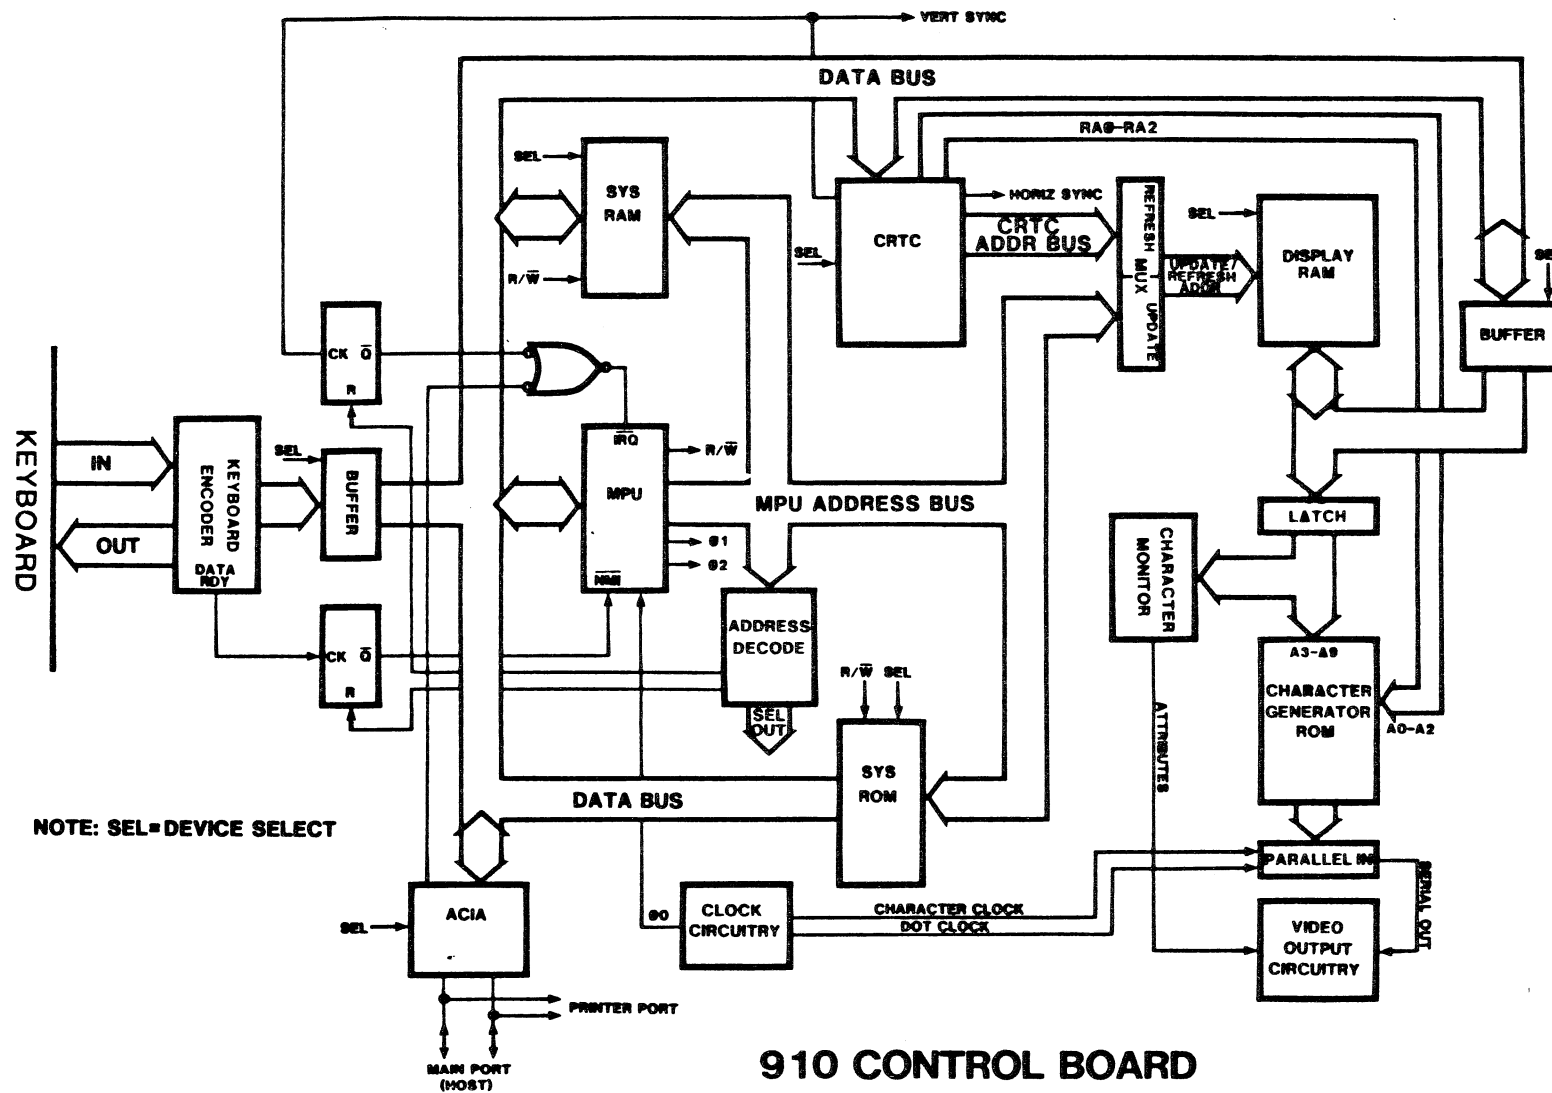 VERT SYNC
DATA BUS
RA0-RA2
SEL
SYS
RAM
R/W̅
HORIZ SYNC
CRTC
ADDR BUS
CRTC
SEL
REFRESH
MUX
UPDATE
UPDATE/
REFRESH
ADDR
SEL
DISPLAY
RAM
BUFFER
CK Q̅
R
KEYBOARD
IN
OUT
KEYBOARD
ENCODER
DATA
RDY
SEL
BUFFER
I̅R̅Q̅
MPU
N̅M̅I̅
R/W̅
Ø1
Ø2
MPU ADDRESS BUS
CK Q̅
R
ADDRESS
DECODE
SEL
OUT
R/W̅ SEL
SYS
ROM
LATCH
CHARACTER
MONITOR
ATTRIBUTES
A3-A9
CHARACTER
GENERATOR
ROM
A0-A2
PARALLEL IN
SERIAL OUT
VIDEO
OUTPUT
CIRCUITRY
DATA BUS
NOTE: SEL=DEVICE SELECT
SEL
ACIA
Ø0
CLOCK
CIRCUITRY
CHARACTER CLOCK
DOT CLOCK
PRINTER PORT
MAIN PORT
(HOST)
910 CONTROL BOARD